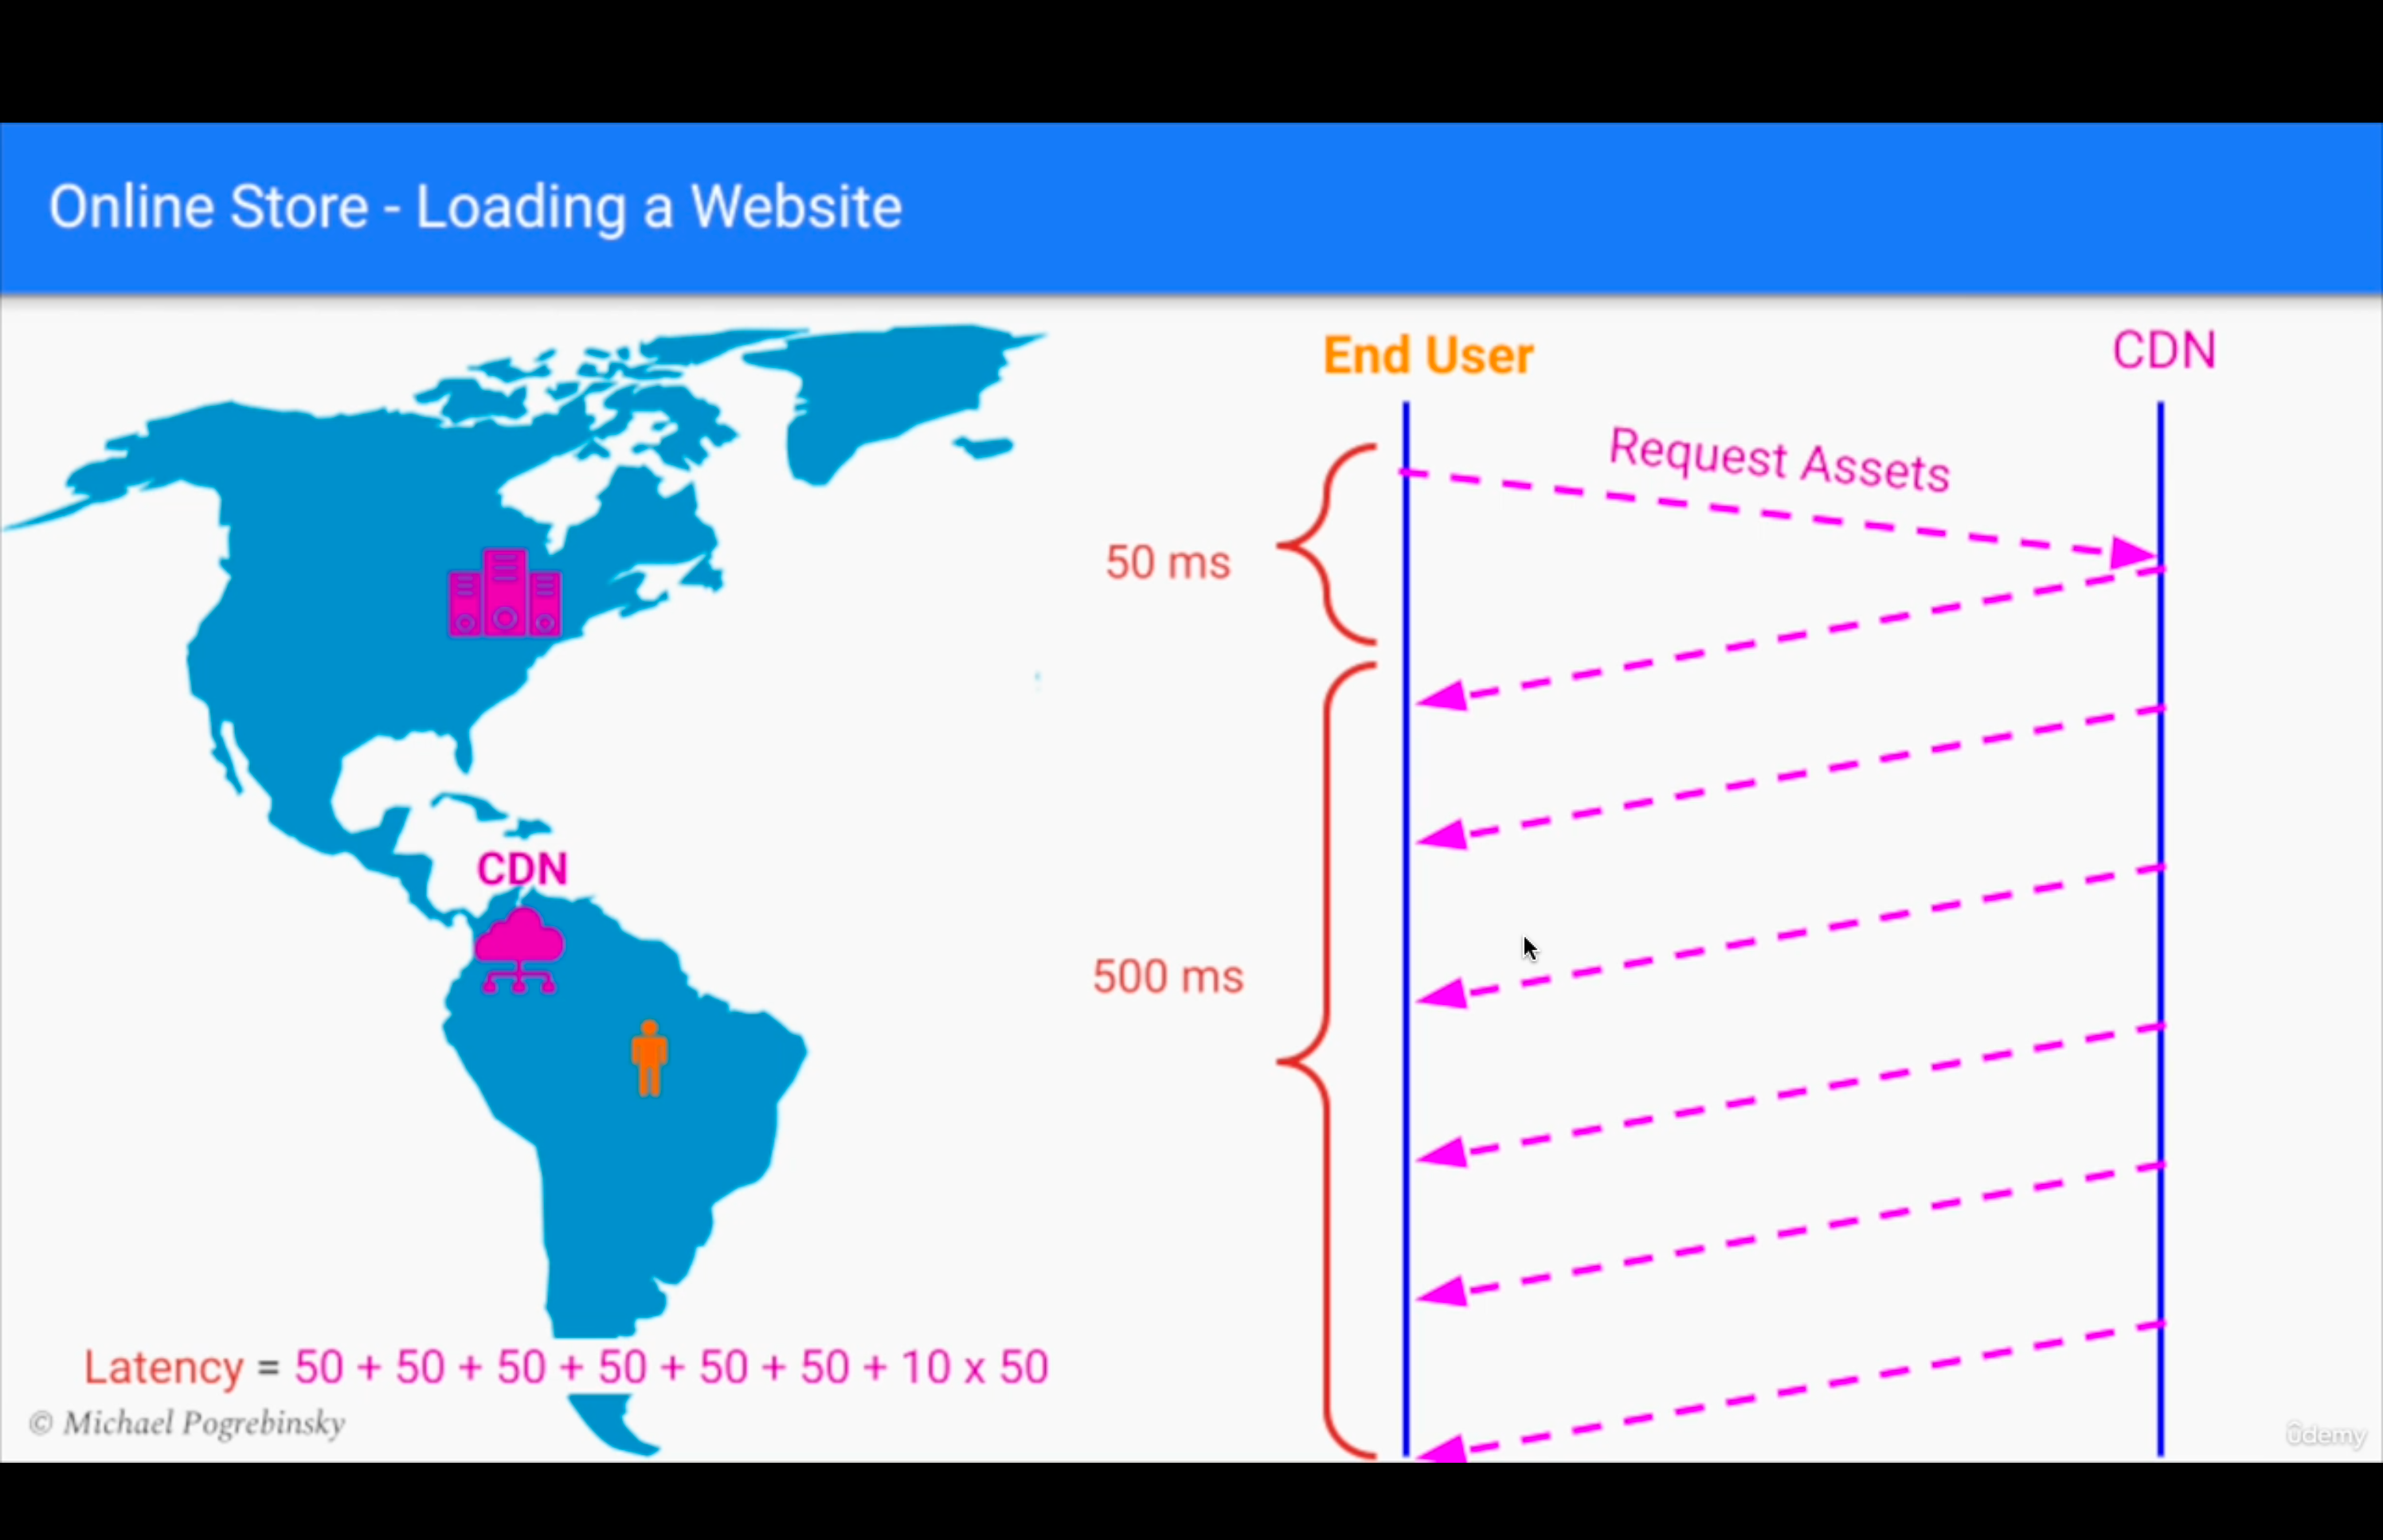 Online Store - Loading a Website
End User
CDN
Request Assets
50 ms
CDN
500 ms
Latency = 50 + 50 + 50 + 50 + 50 + 50 + 10 x 50
© Michael Pogrebinsky
ûdemy